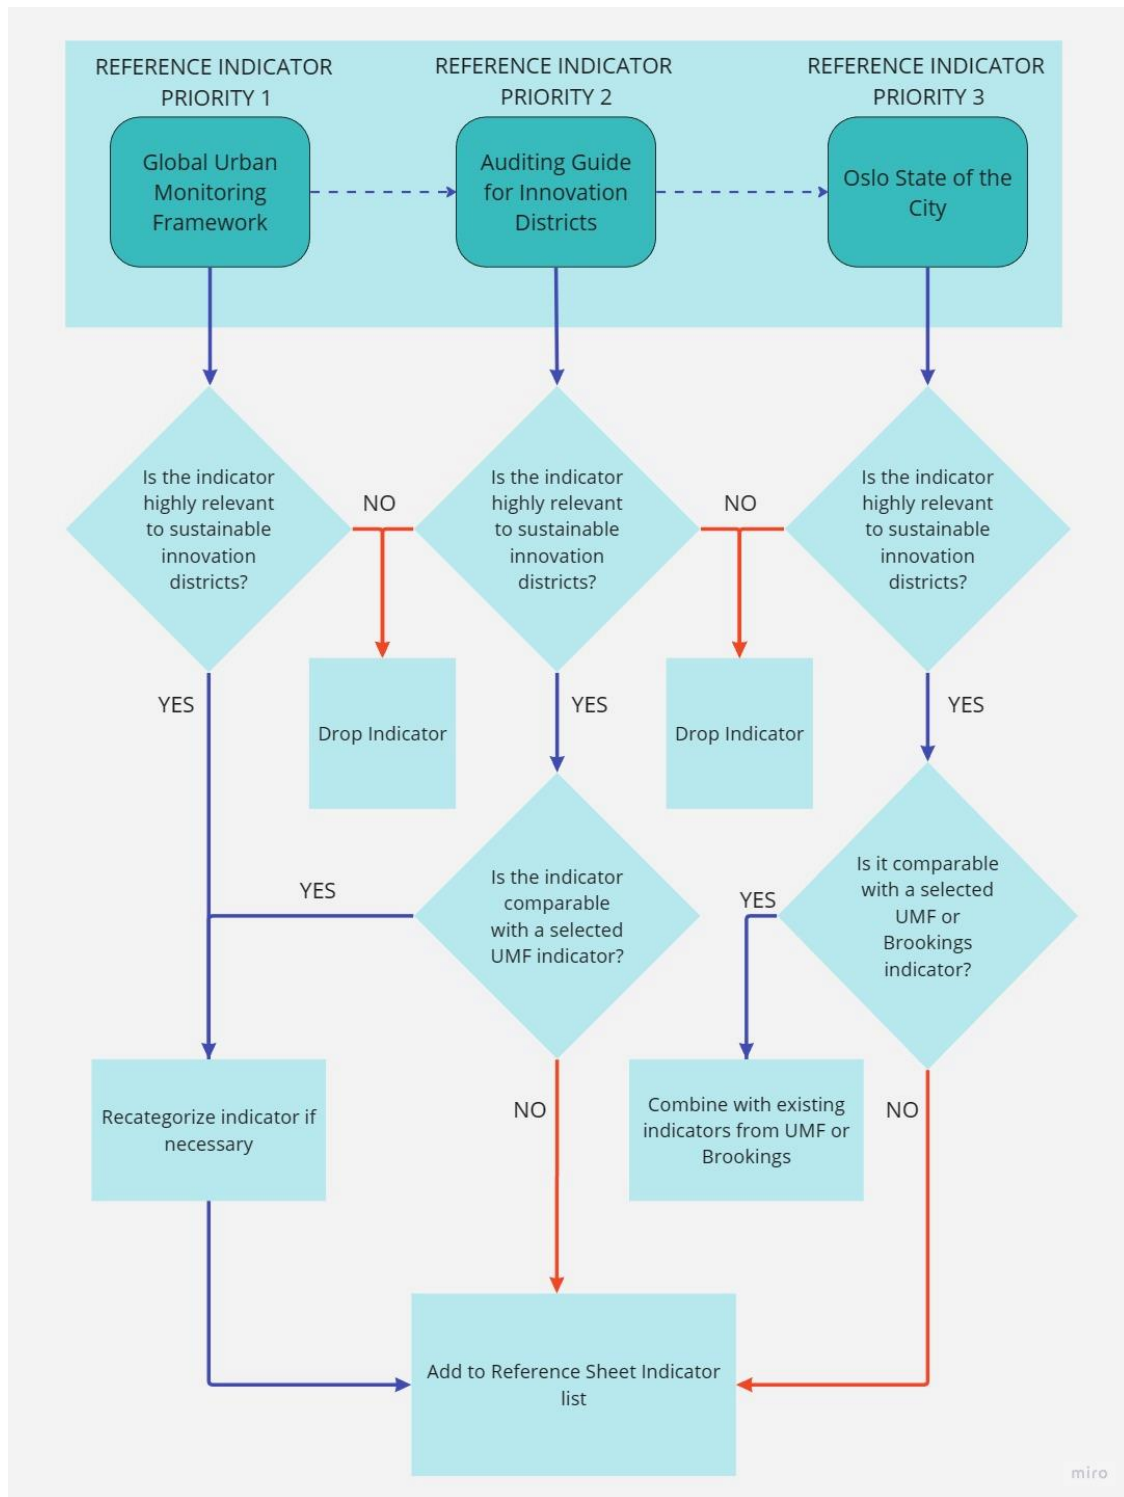 REFERENCE INDICATOR
PRIORITY 1
REFERENCE INDICATOR
PRIORITY 2
REFERENCE INDICATOR
PRIORITY 3
Global Urban
Monitoring
Framework
Auditing Guide
for Innovation
Districts
Oslo State of the
City
Is the indicator
highly relevant
to sustainable
innovation
districts?
NO
Is the indicator
highly relevant
to sustainable
innovation
districts?
NO
Is the indicator
highly relevant
to sustainable
innovation
districts?
YES
Drop Indicator
YES
Drop Indicator
YES
YES
Is the indicator
comparable
with a selected
UMF indicator?
YES
Is it comparable
with a selected
UMF or
Brookings
indicator?
Recategorize indicator if
necessary
NO
Combine with existing
indicators from UMF or
Brookings
NO
Add to Reference Sheet Indicator
list
miro